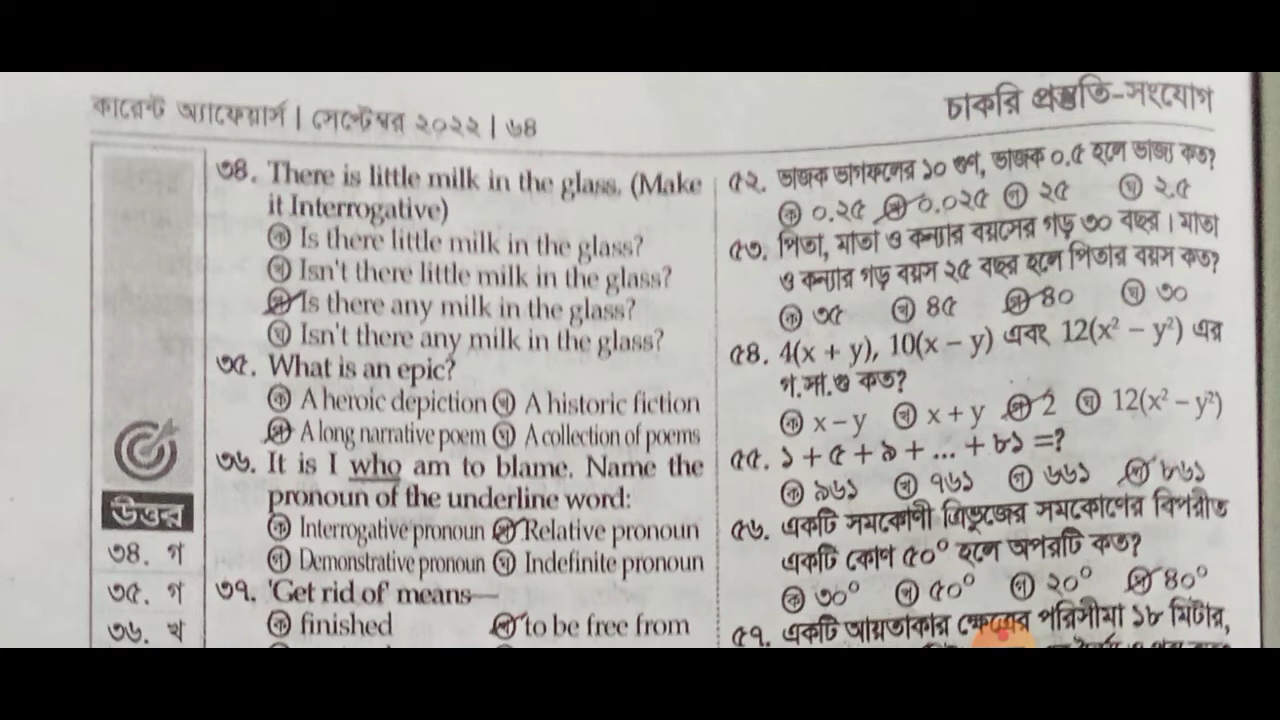 কারেন্ট অ্যাফেয়ার্স | সেপ্টেম্বর ২০২২ | ৬৪
চাকরি প্রস্তুতি-সংযোগ
৩৪. There is little milk in the glass. (Make
it Interrogative)
ক Is there little milk in the glass?
খ Isn't there little milk in the glass?
গ Is there any milk in the glass?
ঘ Isn't there any milk in the glass?
৩৫. What is an epic?
ক A heroic depiction খ A historic fiction
গ A long narrative poem ঘ A collection of poems
৩৬. It is I who am to blame. Name the
pronoun of the underline word:
ক Interrogative pronoun খ Relative pronoun
গ Demonstrative pronoun ঘ Indefinite pronoun
৩৭. 'Get rid of' means—
ক finished খ to be free from
উত্তর
৩৪. গ
৩৫. গ
৩৬. খ
৫২. ভাজক ভাগফলের ১০ গুণ, ভাজক ০.৫ হলে ভাজ্য কত?
ক ০.২৫ খ ০.০২৫ গ ২৫ ঘ ২.৫
৫৩. পিতা, মাতা ও কন্যার বয়সের গড় ৩০ বছর। মাতা
ও কন্যার গড় বয়স ২৫ বছর হলে পিতার বয়স কত?
ক ৩৫ খ ৪৫ গ ৪০ ঘ ৩০
৫৪. 4(x + y), 10(x − y) এবং 12(x² − y²) এর
গ.সা.গু কত?
ক x − y খ x + y গ 2 ঘ 12(x² − y²)
৫৫. ১ + ৫ + ৯ + ... + ৮১ =?
ক ৯৬১ খ ৭৬১ গ ৬৬১ ঘ ৮৬১
৫৬. একটি সমকোণী ত্রিভুজের সমকোণের বিপরীত
একটি কোণ ৫০° হলে অপরটি কত?
ক ৩০° খ ৫০° গ ২০° ঘ ৪০°
৫৭. একটি আয়তাকার ক্ষেত্রের পরিসীমা ১৮ মিটার,